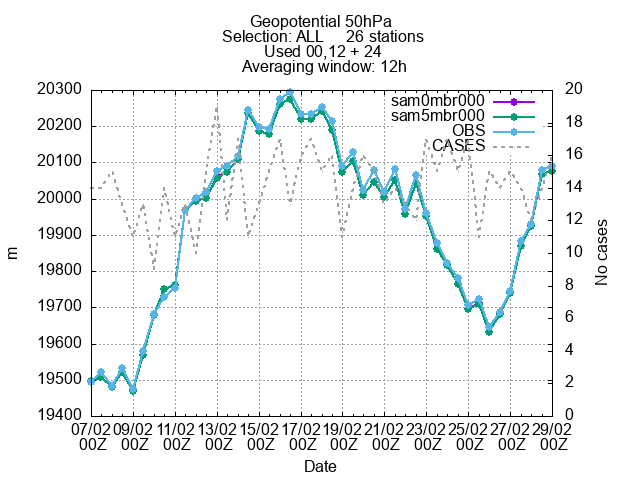 Geopotential 50hPa
Selection: ALL 26 stations
Used 00,12 + 24
Averaging window: 12h
sam0mbr000
sam5mbr000
OBS
CASES
20300
20200
20100
20000
19900
19800
19700
19600
19500
19400
m
20
18
16
14
12
10
8
6
4
2
0
No cases
07/02 09/02 11/02 13/02 15/02 17/02 19/02 21/02 23/02 25/02 27/02 29/02
00Z 00Z 00Z 00Z 00Z 00Z 00Z 00Z 00Z 00Z 00Z 00Z
Date